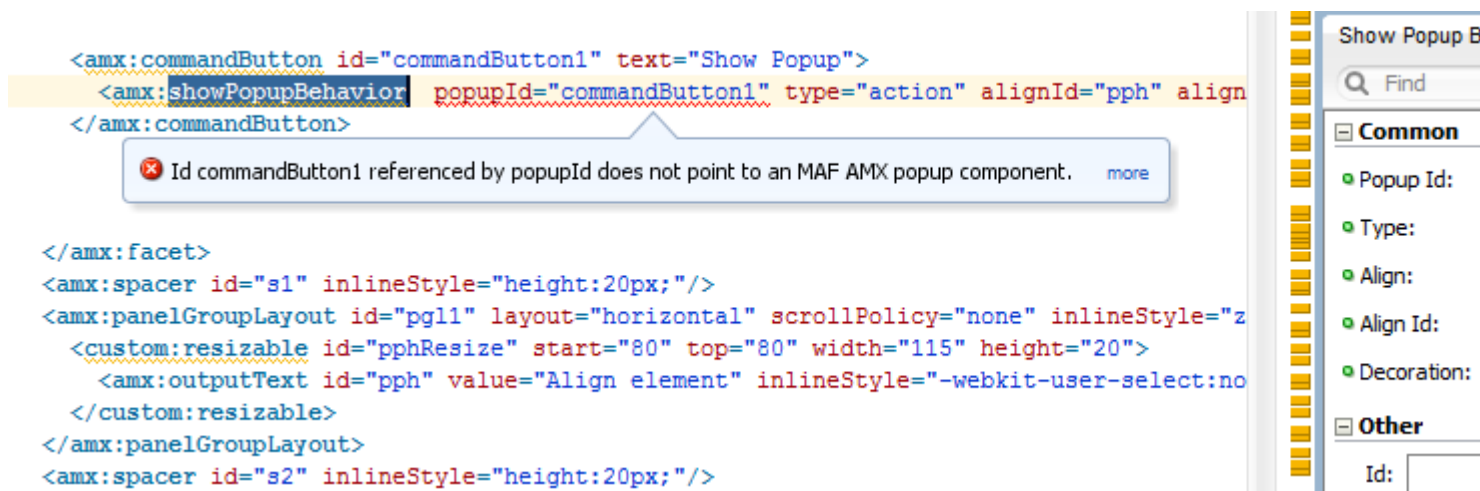 <amx:commandButton id="commandButton1" text="Show Popup">
<amx:showPopupBehavior popupId="commandButton1" type="action" alignId="pph" align
</amx:commandButton>
Id commandButton1 referenced by popupId does not point to an MAF AMX popup component. more
</amx:facet>
<amx:spacer id="s1" inlineStyle="height:20px;"/>
<amx:panelGroupLayout id="pgl1" layout="horizontal" scrollPolicy="none" inlineStyle="z
<custom:resizable id="pphResize" start="80" top="80" width="115" height="20">
<amx:outputText id="pph" value="Align element" inlineStyle="-webkit-user-select:no
</custom:resizable>
</amx:panelGroupLayout>
<amx:spacer id="s2" inlineStyle="height:20px;"/>
Show Popup B
Find
Common
Popup Id:
Type:
Align:
Align Id:
Decoration:
Other
Id: